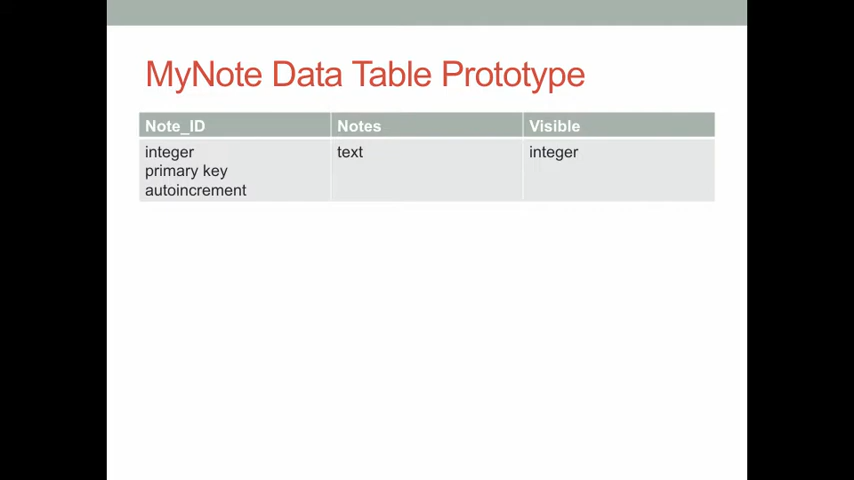 MyNote Data Table Prototype
Note_ID Notes Visible
integer text integer
primary key
autoincrement